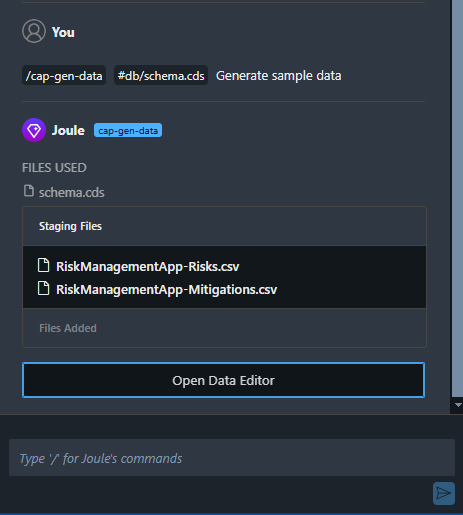 You
/cap-gen-data #db/schema.cds Generate sample data
Joule cap-gen-data
FILES USED
schema.cds
Staging Files
RiskManagementApp-Risks.csv
RiskManagementApp-Mitigations.csv
Files Added
Open Data Editor
Type '/' for Joule's commands